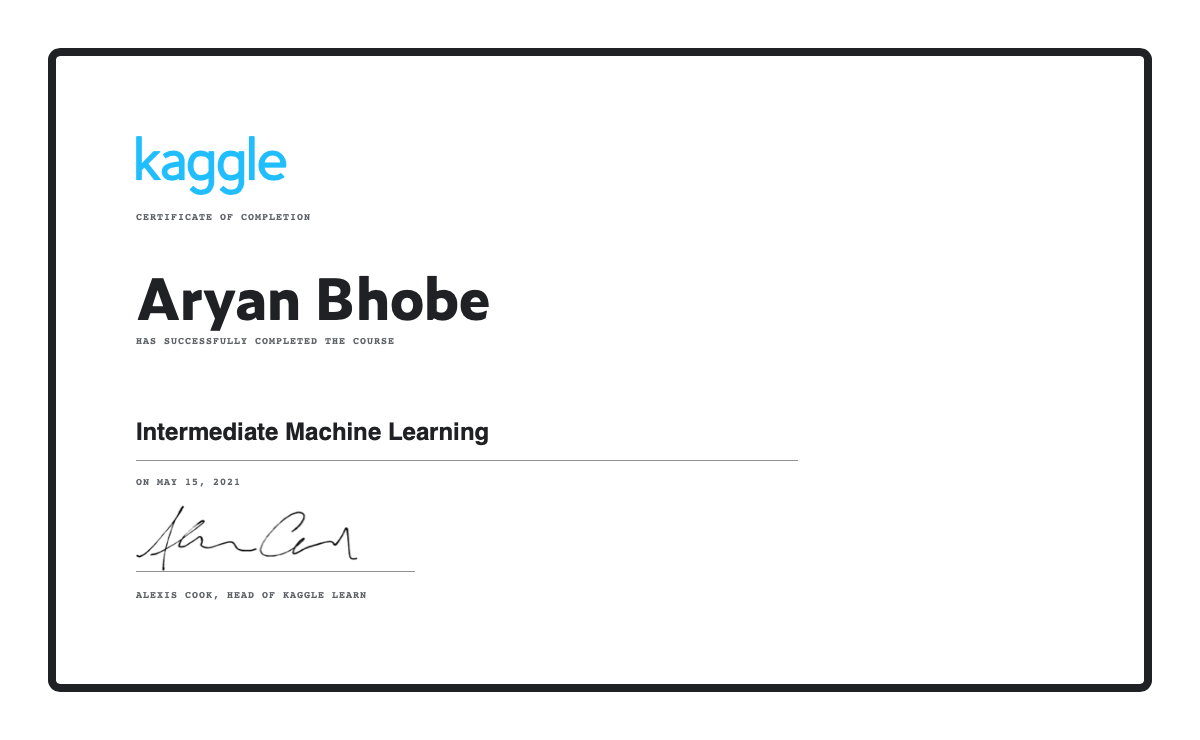 kaggle
CERTIFICATE OF COMPLETION
Aryan Bhobe
HAS SUCCESSFULLY COMPLETED THE COURSE
Intermediate Machine Learning
ON MAY 15, 2021
ALEXIS COOK, HEAD OF KAGGLE LEARN